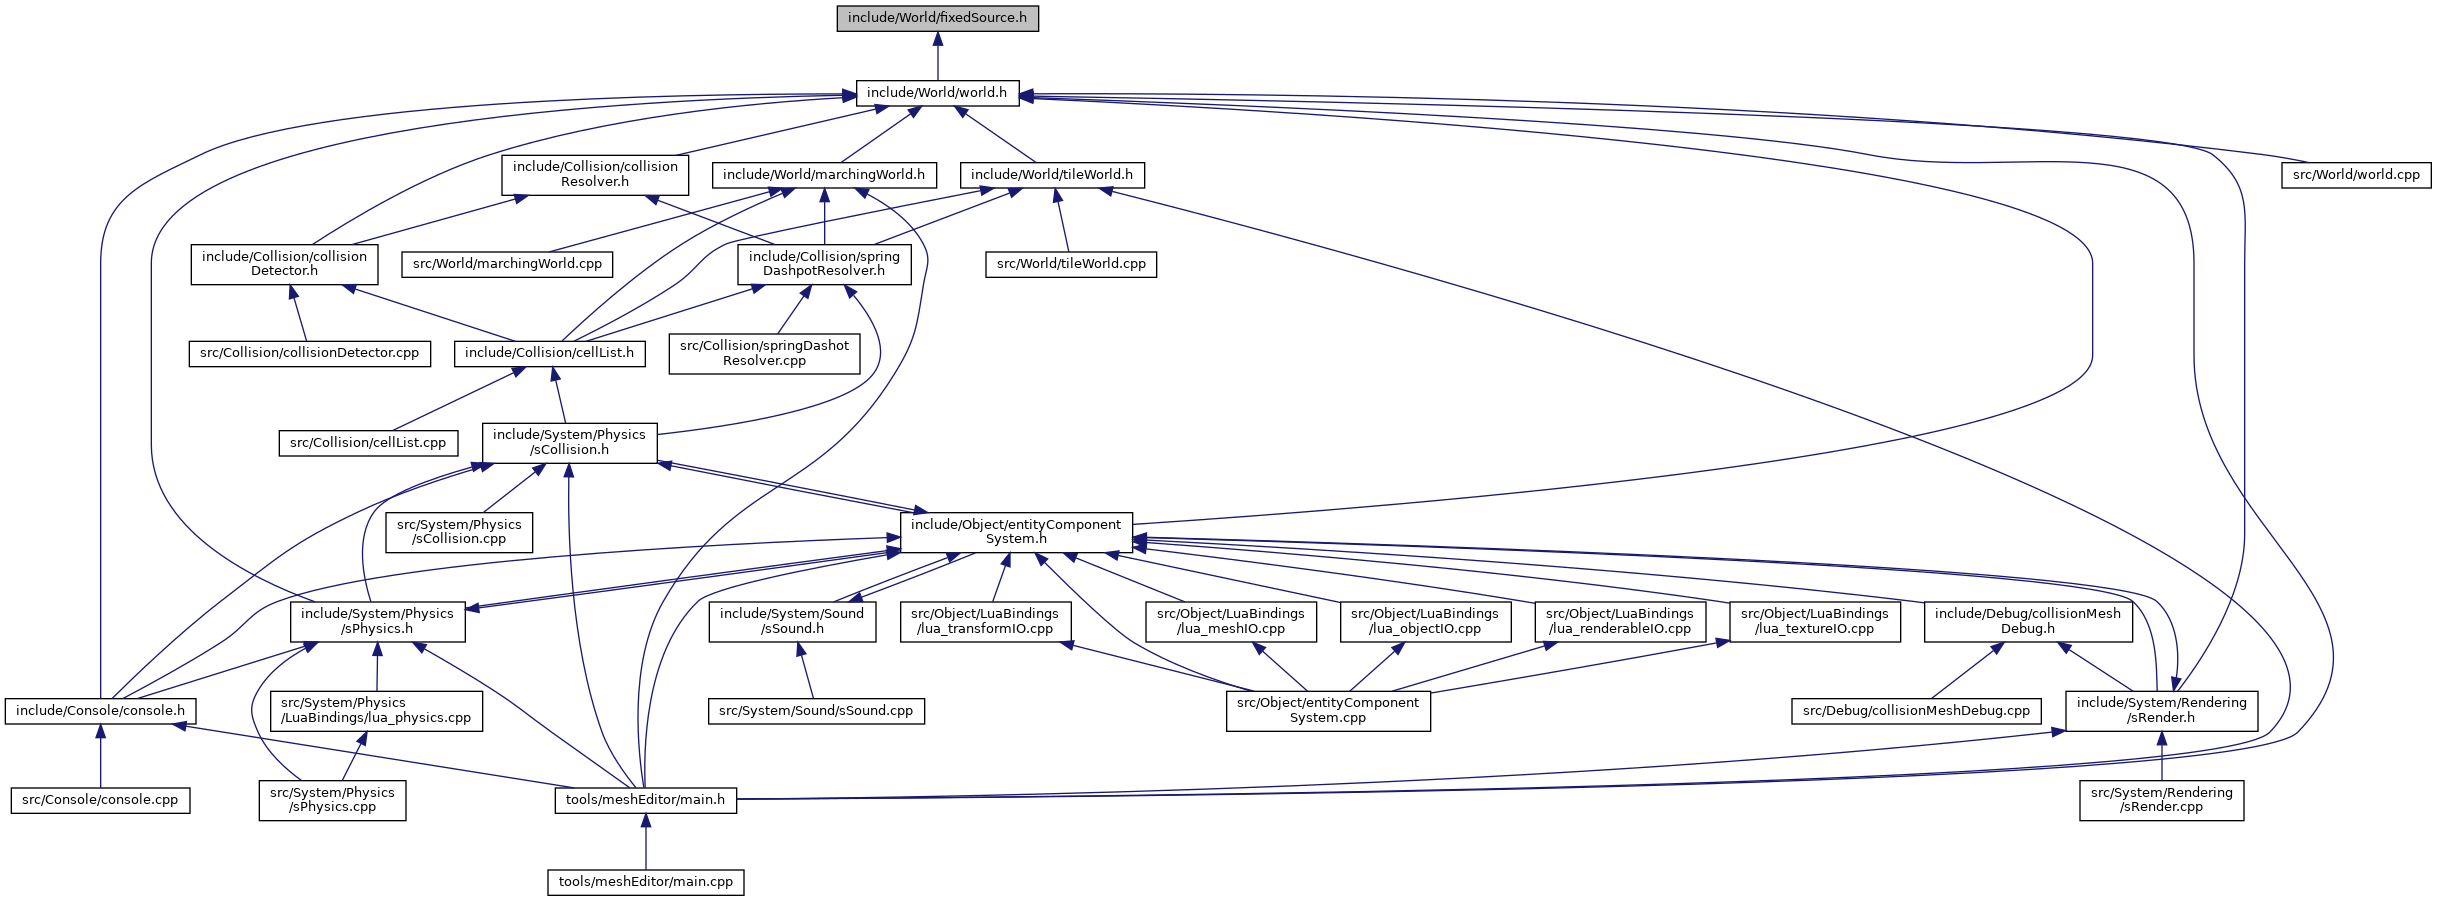 include/World/fixedSource.h
include/World/world.h
include/Collision/collision
Resolver.h
include/World/marchingWorld.h
include/World/tileWorld.h
src/World/world.cpp
include/Collision/collision
Detector.h
src/World/marchingWorld.cpp
include/Collision/spring
DashpotResolver.h
src/World/tileWorld.cpp
src/Collision/collisionDetector.cpp
include/Collision/cellList.h
src/Collision/springDashot
Resolver.cpp
src/Collision/cellList.cpp
include/System/Physics
/sCollision.h
src/System/Physics
/sCollision.cpp
include/Object/entityComponent
System.h
include/System/Physics
/sPhysics.h
include/System/Sound
/sSound.h
src/Object/LuaBindings
/lua_transformIO.cpp
src/Object/LuaBindings
/lua_meshIO.cpp
src/Object/LuaBindings
/lua_objectIO.cpp
src/Object/LuaBindings
/lua_renderableIO.cpp
src/Object/LuaBindings
/lua_textureIO.cpp
include/Debug/collisionMesh
Debug.h
include/Console/console.h
src/System/Physics
/LuaBindings/lua_physics.cpp
src/System/Sound/sSound.cpp
src/Object/entityComponent
System.cpp
src/Debug/collisionMeshDebug.cpp
include/System/Rendering
/sRender.h
src/Console/console.cpp
src/System/Physics
/sPhysics.cpp
tools/meshEditor/main.h
src/System/Rendering
/sRender.cpp
tools/meshEditor/main.cpp